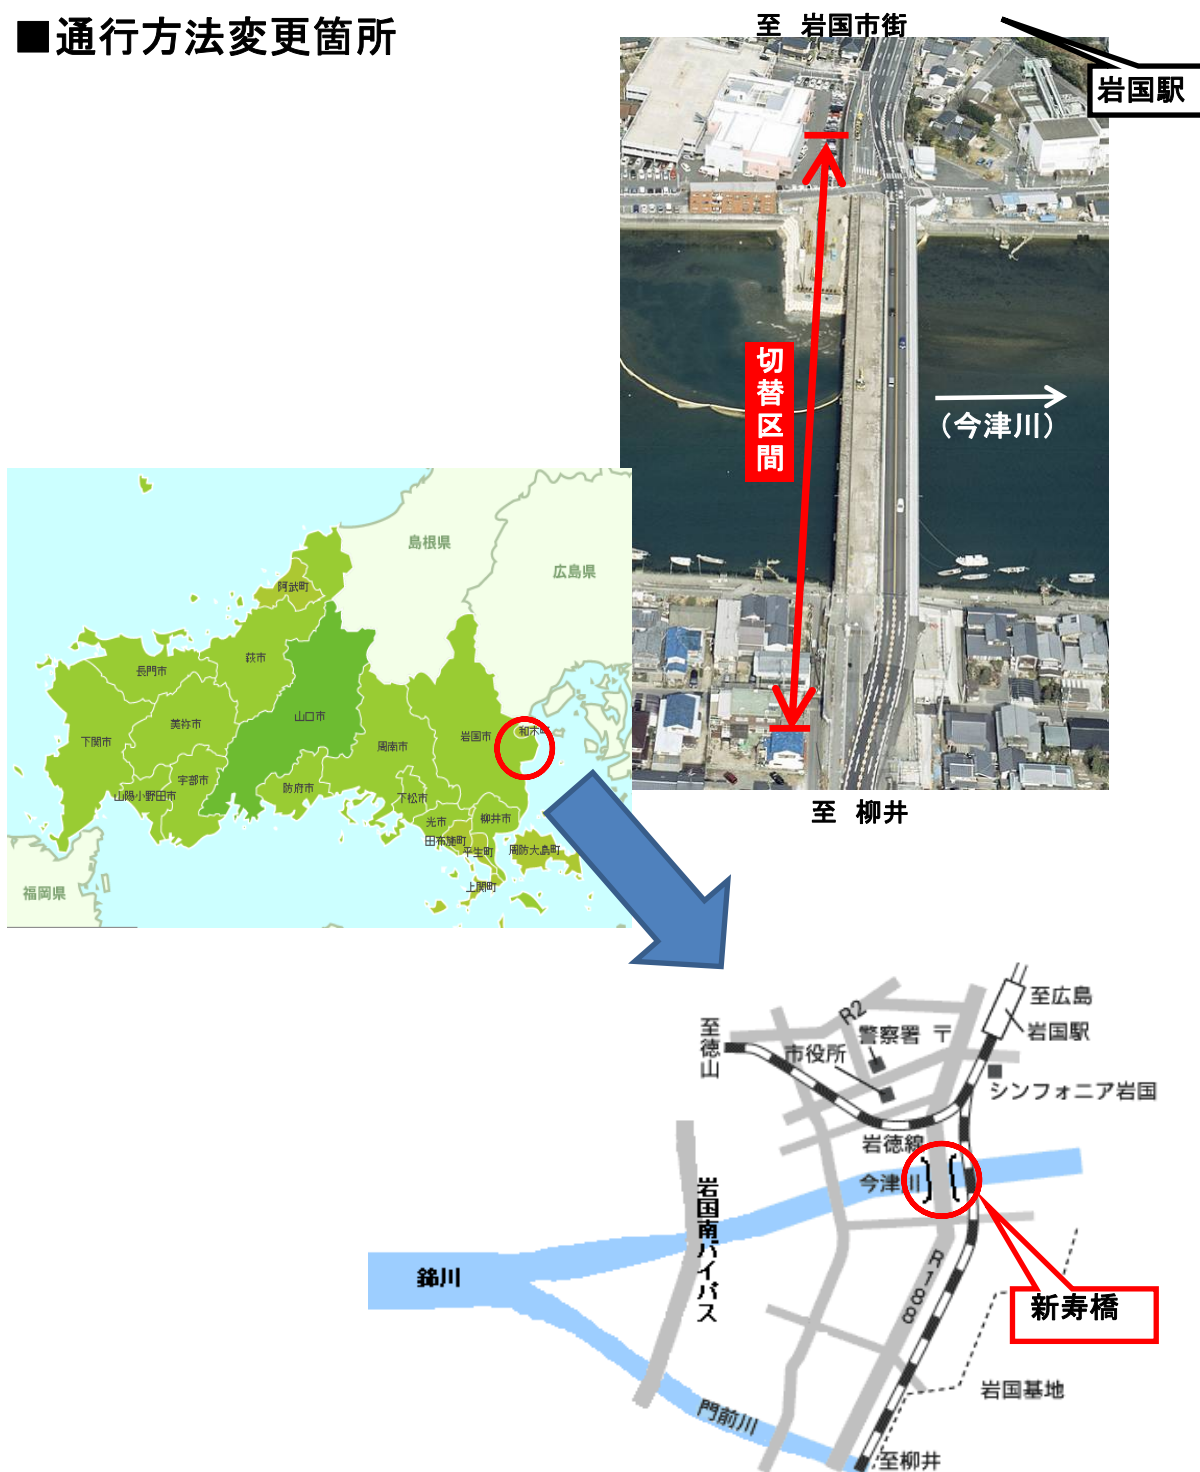 ■通行方法変更箇所
至　岩国市街
岩国駅
切替区間
（今津川）
至　柳井
島根県
広島県
阿武町
萩市
長門市
美祢市
山口市
下関市
宇部市
山陽小野田市
防府市
周南市
岩国市
和木町
下松市
光市
柳井市
田布施町
平生町
周防大島町
上関町
福岡県
至広島
岩国駅
R2
警察署 〒
市役所
至徳山
シンフォニア岩国
岩徳線
今津川
岩国南バイパス
錦川
R188
新寿橋
岩国基地
門前川
至柳井